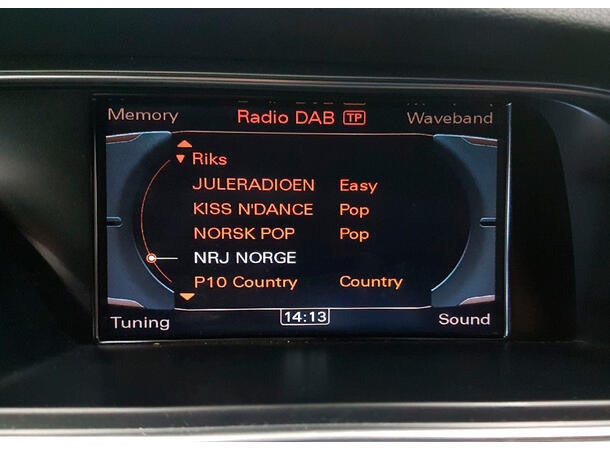 Memory Radio DAB TP Waveband
Riks
JULERADIOEN Easy
KISS N'DANCE Pop
NORSK POP Pop
NRJ NORGE
P10 Country Country
Tuning 14:13 Sound